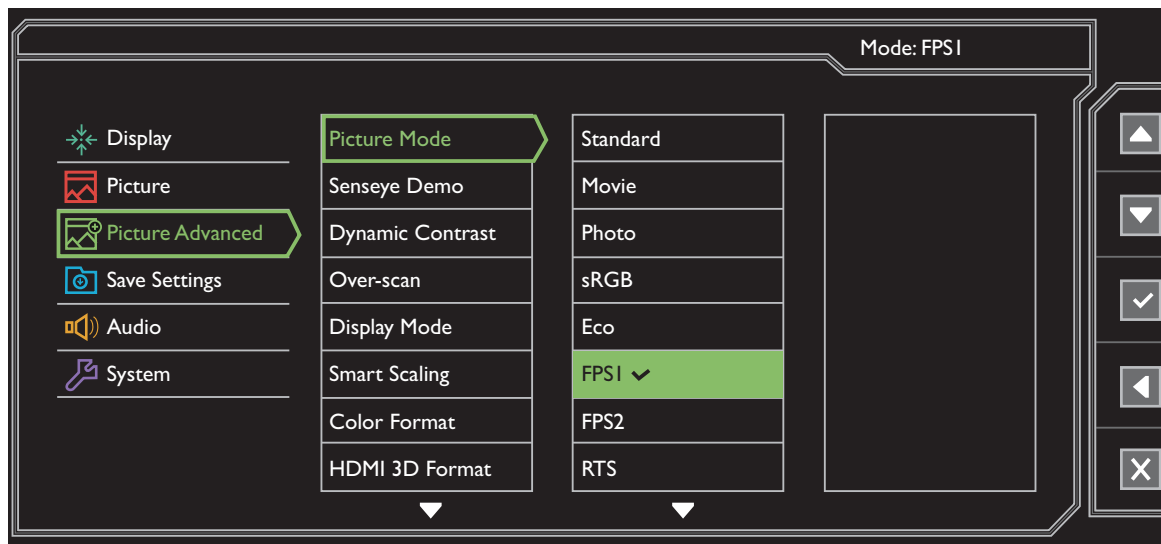 Mode: FPS1
Display
Picture
Picture Advanced
Save Settings
Audio
System
Picture Mode
Senseye Demo
Dynamic Contrast
Over-scan
Display Mode
Smart Scaling
Color Format
HDMI 3D Format
Standard
Movie
Photo
sRGB
Eco
FPS1
FPS2
RTS